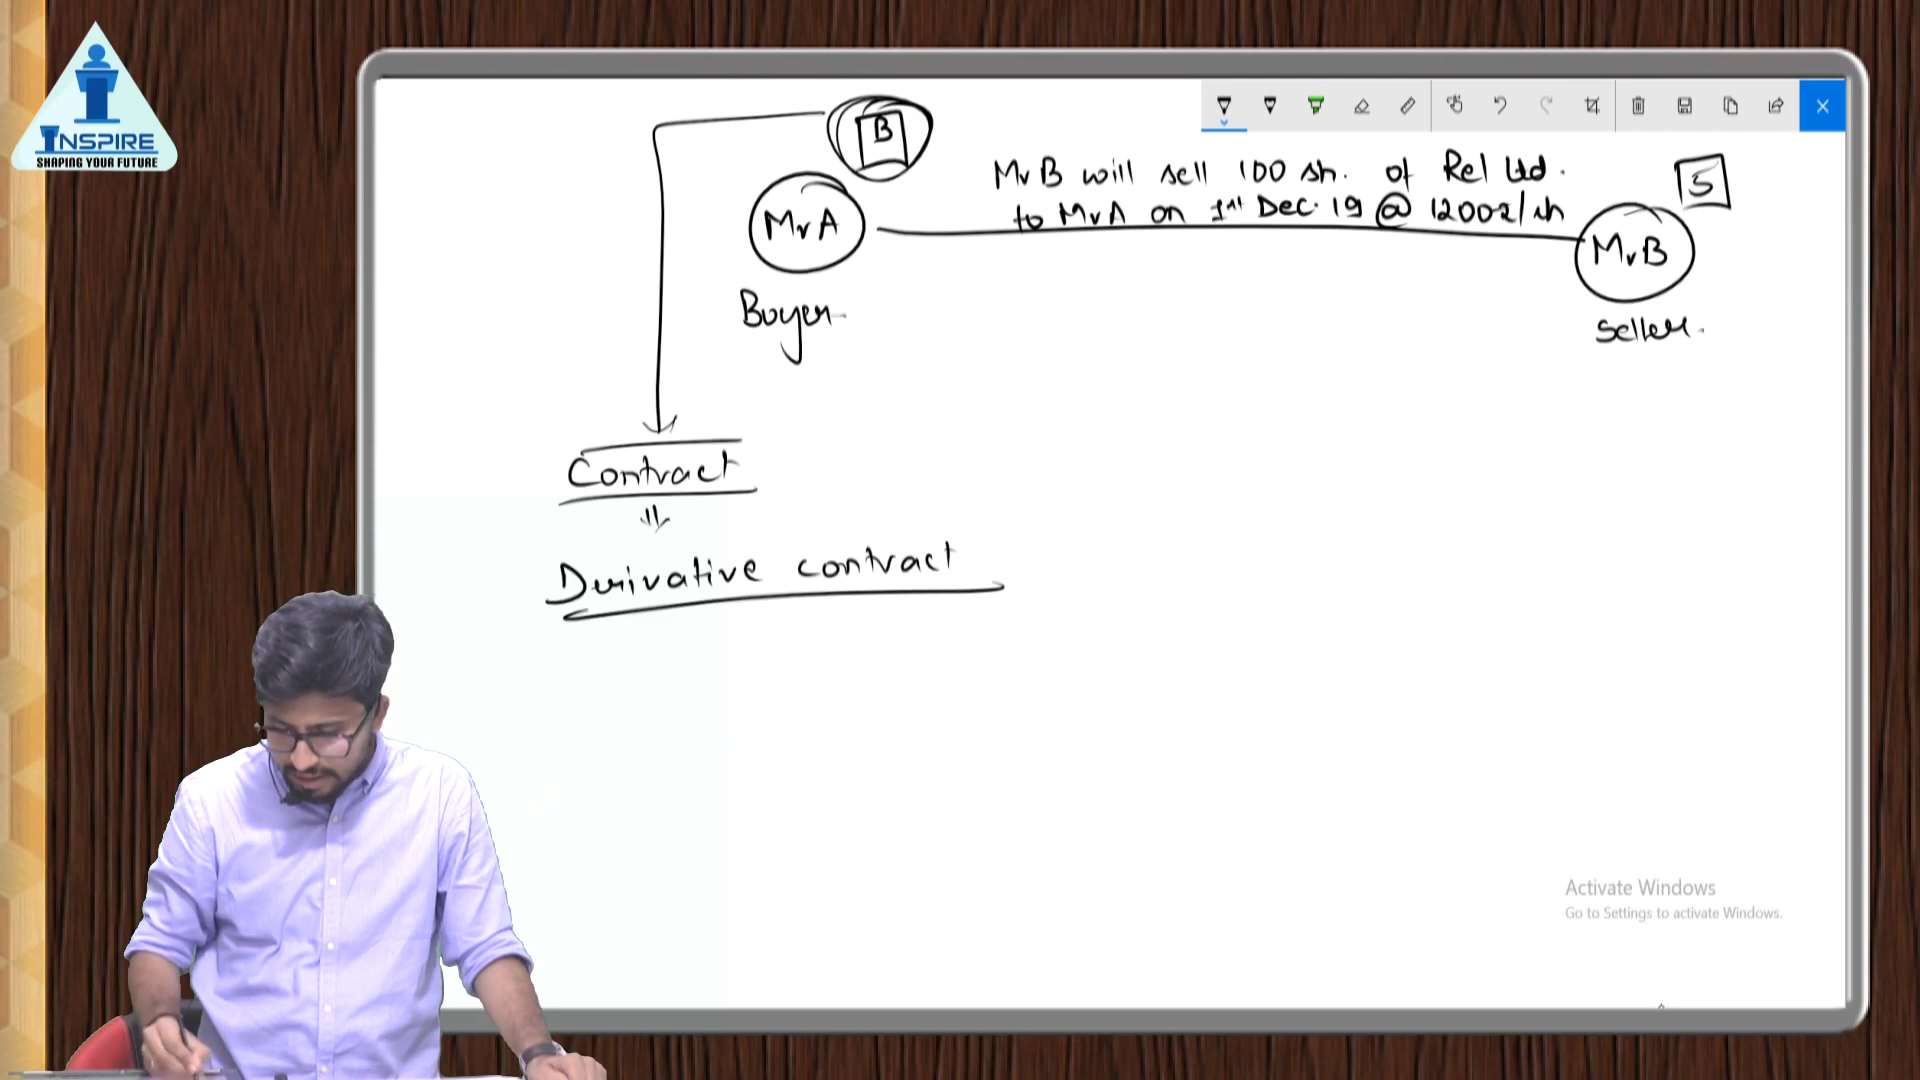 INSPIRE
SHAPING YOUR FUTURE
B
Mr B will sell 100 sh. of Rel Ltd.
to Mr A on 1st Dec. 19 @ 1200₹/sh
S
Mr A
Mr B
Buyer
Seller.
Contract
Derivative contract
Activate Windows
Go to Settings to activate Windows.